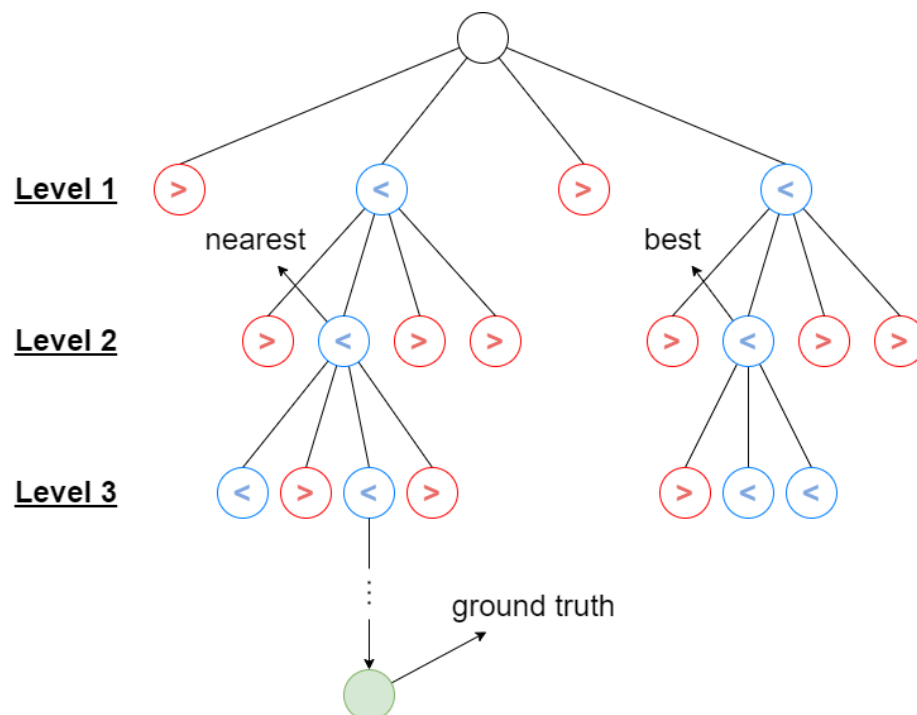 Level 1 > < > <
nearest best
Level 2 > < > > > < > >
Level 3 < > < > > < <
⋮
ground truth